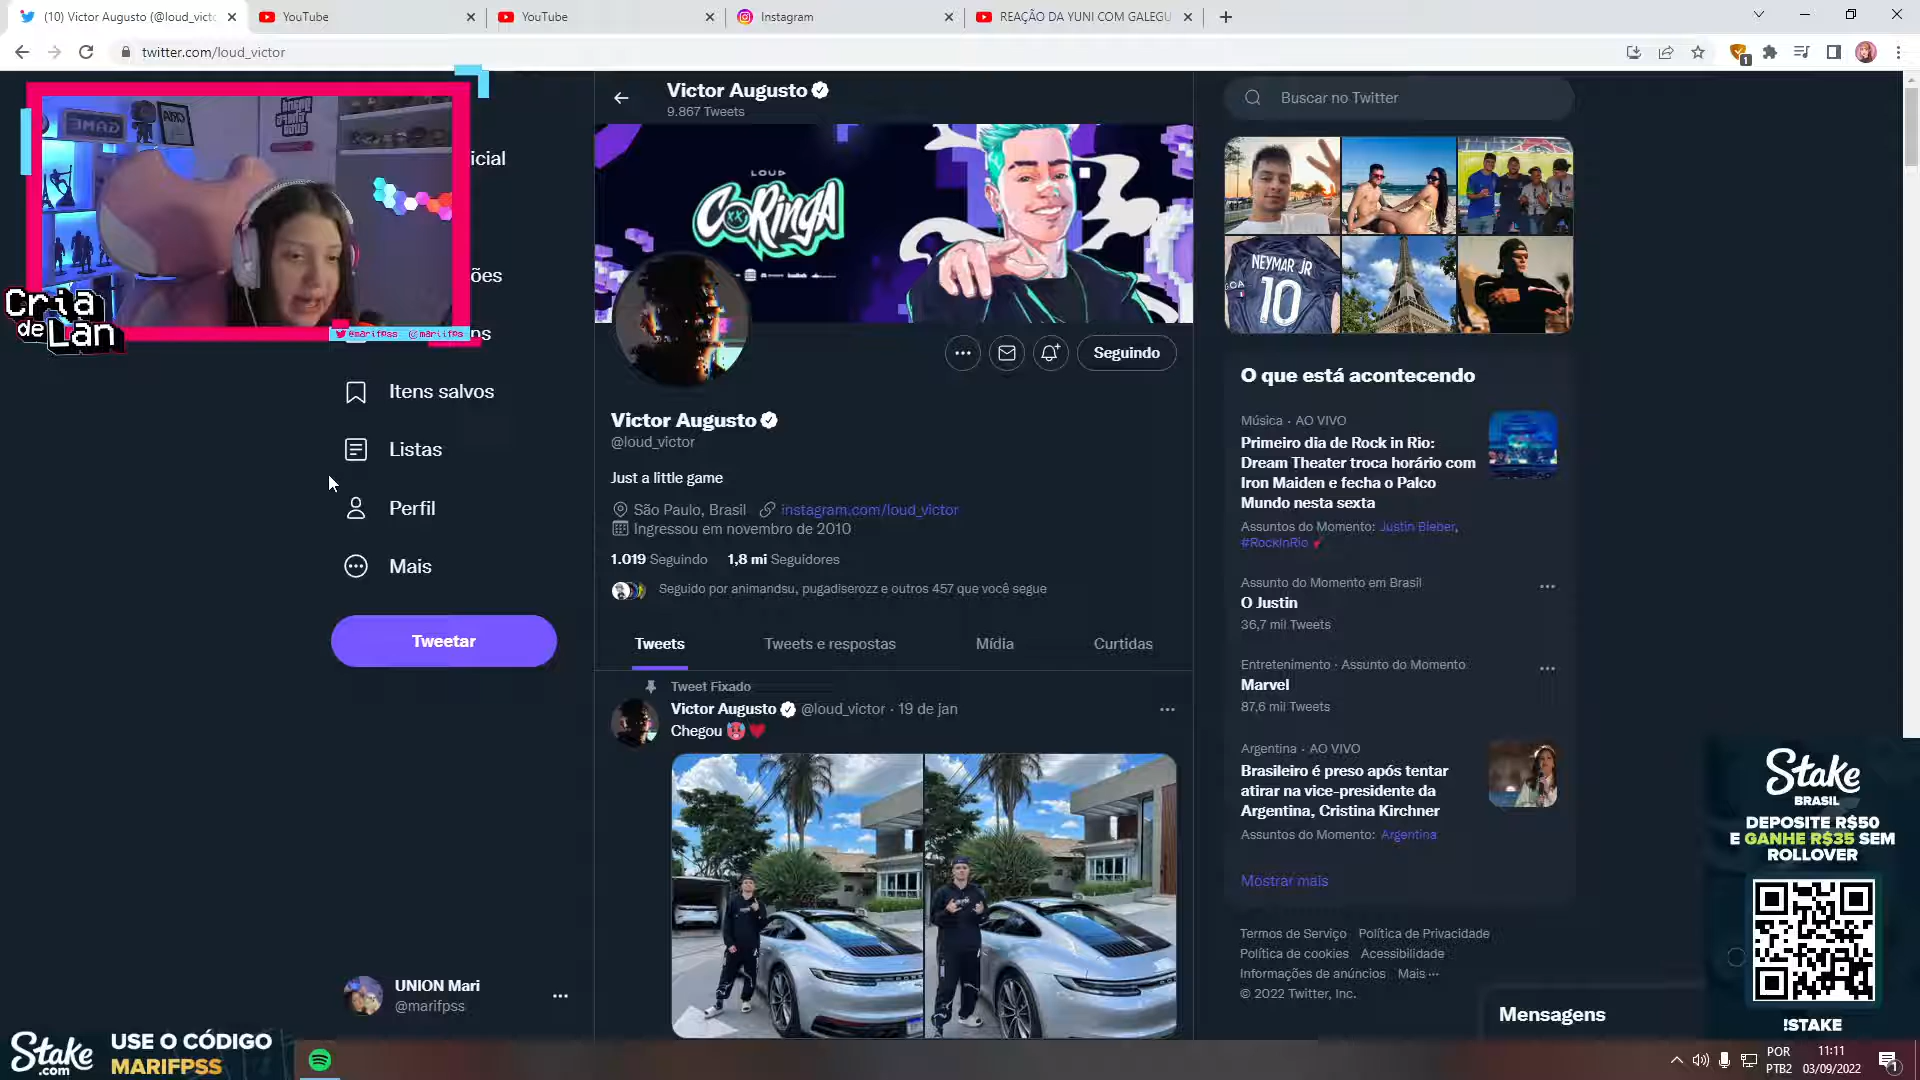 (10) Victor Augusto (@loud_victo
YouTube
YouTube
Instagram
REAÇÃO DA YUNI COM GALEGU
twitter.com/loud_victor
1
GAME
CRIA
icial
ões
ns
Cria
de Lan
@marifpss
@mariifps
Itens salvos
Listas
Perfil
Mais
Tweetar
UNION Mari
@marifpss
Victor Augusto
9.867 Tweets
LOUD
CORINGA
Seguindo
Victor Augusto
@loud_victor
Just a little game
São Paulo, Brasil instagram.com/loud_victor
Ingressou em novembro de 2010
1.019 Seguindo 1,8 mi Seguidores
Seguido por animandsu, pugadiserozz e outros 457 que você segue
Tweets Tweets e respostas Mídia Curtidas
Tweet Fixado
Victor Augusto @loud_victor · 19 de jan
Chegou
Buscar no Twitter
NEYMAR JR
10
GOA
O que está acontecendo
Música · AO VIVO
Primeiro dia de Rock in Rio:
Dream Theater troca horário com
Iron Maiden e fecha o Palco
Mundo nesta sexta
Assuntos do Momento: Justin Bieber,
#RockInRio
Assunto do Momento em Brasil
O Justin
36,7 mil Tweets
Entretenimento · Assunto do Momento
Marvel
87,6 mil Tweets
Argentina · AO VIVO
Brasileiro é preso após tentar
atirar na vice-presidente da
Argentina, Cristina Kirchner
Assuntos do Momento: Argentina
Mostrar mais
Termos de Serviço Política de Privacidade
Política de cookies Acessibilidade
Informações de anúncios Mais ···
© 2022 Twitter, Inc.
Mensagens
Stake
BRASIL
DEPOSITE R$50
E GANHE R$35 SEM
ROLLOVER
!STAKE
Stake
.com
USE O CÓDIGO
MARIFPSS
POR
PTB2
11:11
03/09/2022
1